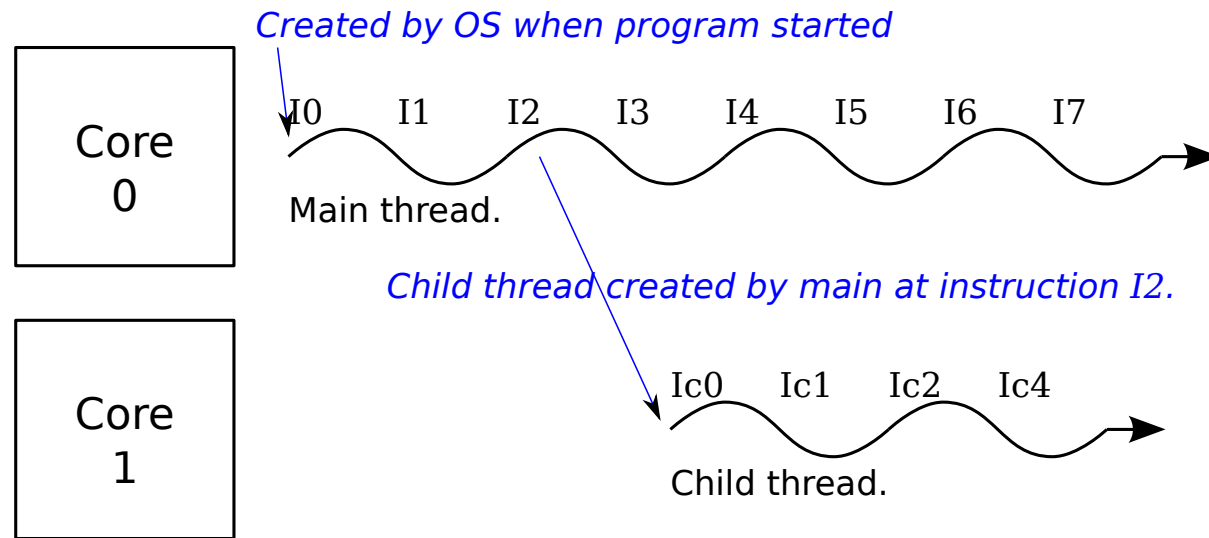 Created by OS when program started
Core
0
I0 I1 I2 I3 I4 I5 I6 I7
Main thread.
Child thread created by main at instruction I2.
Core
1
Ic0 Ic1 Ic2 Ic4
Child thread.